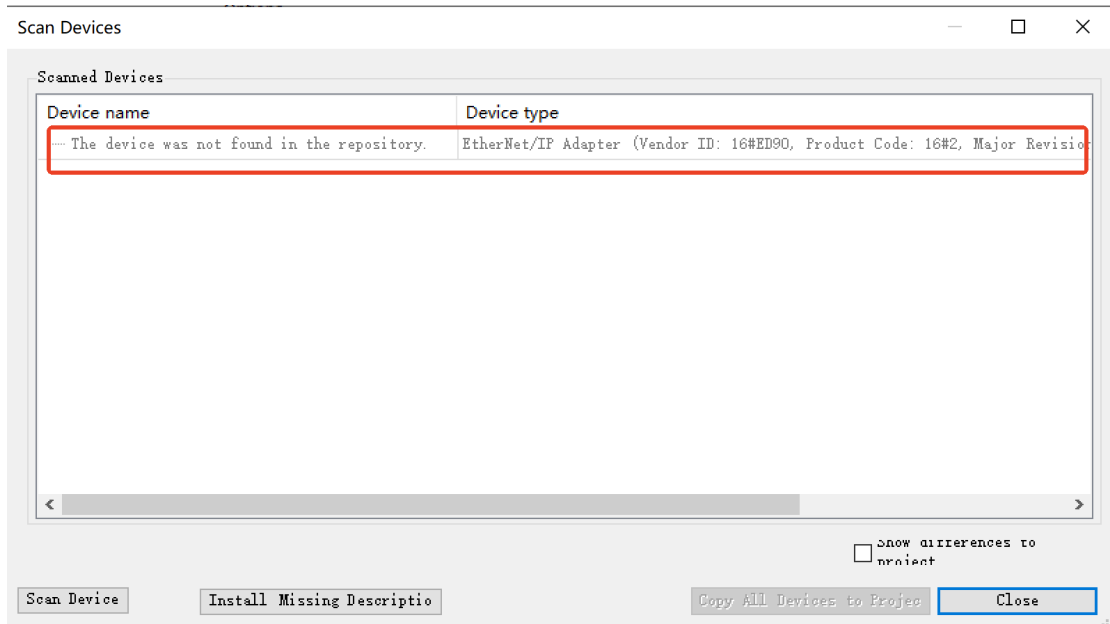 Scan Devices
Scanned Devices
Device name Device type
The device was not found in the repository. EtherNet/IP Adapter (Vendor ID: 16#ED90, Product Code: 16#2, Major Revision
Show differences to
project
Scan Device Install Missing Descriptio Copy All Devices to Projec Close